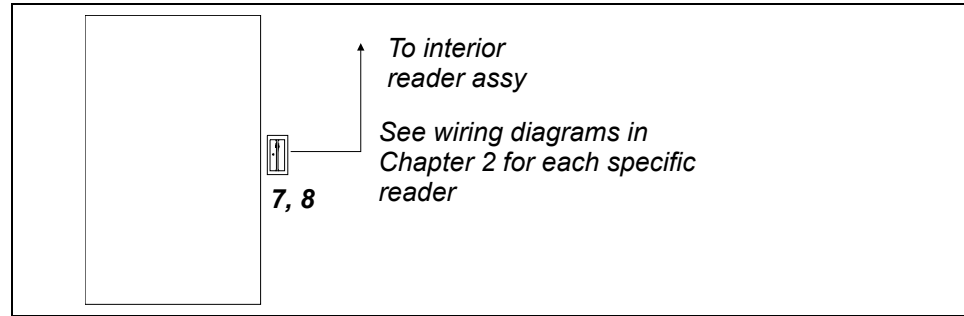 To interior
reader assy
See wiring diagrams in
Chapter 2 for each specific
reader
7, 8